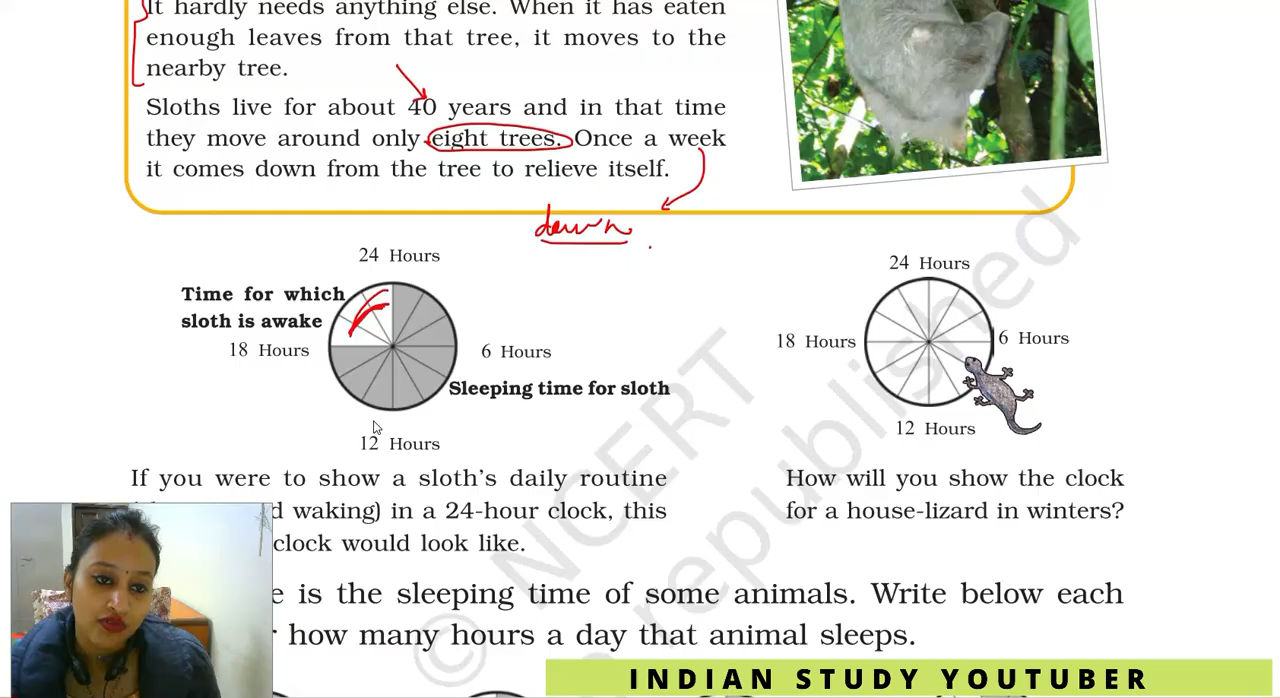 It hardly needs anything else. When it has eaten
enough leaves from that tree, it moves to the
nearby tree.
Sloths live for about 40 years and in that time
they move around only eight trees. Once a week
it comes down from the tree to relieve itself.
down
24 Hours
Time for which
sloth is awake
18 Hours
6 Hours
Sleeping time for sloth
12 Hours
24 Hours
18 Hours
6 Hours
12 Hours
If you were to show a sloth's daily routine
waking) in a 24-hour clock, this
clock would look like.
How will you show the clock
for a house-lizard in winters?
is the sleeping time of some animals. Write below each
how many hours a day that animal sleeps.
© NCERT
republished
INDIAN STUDY YOUTUBER